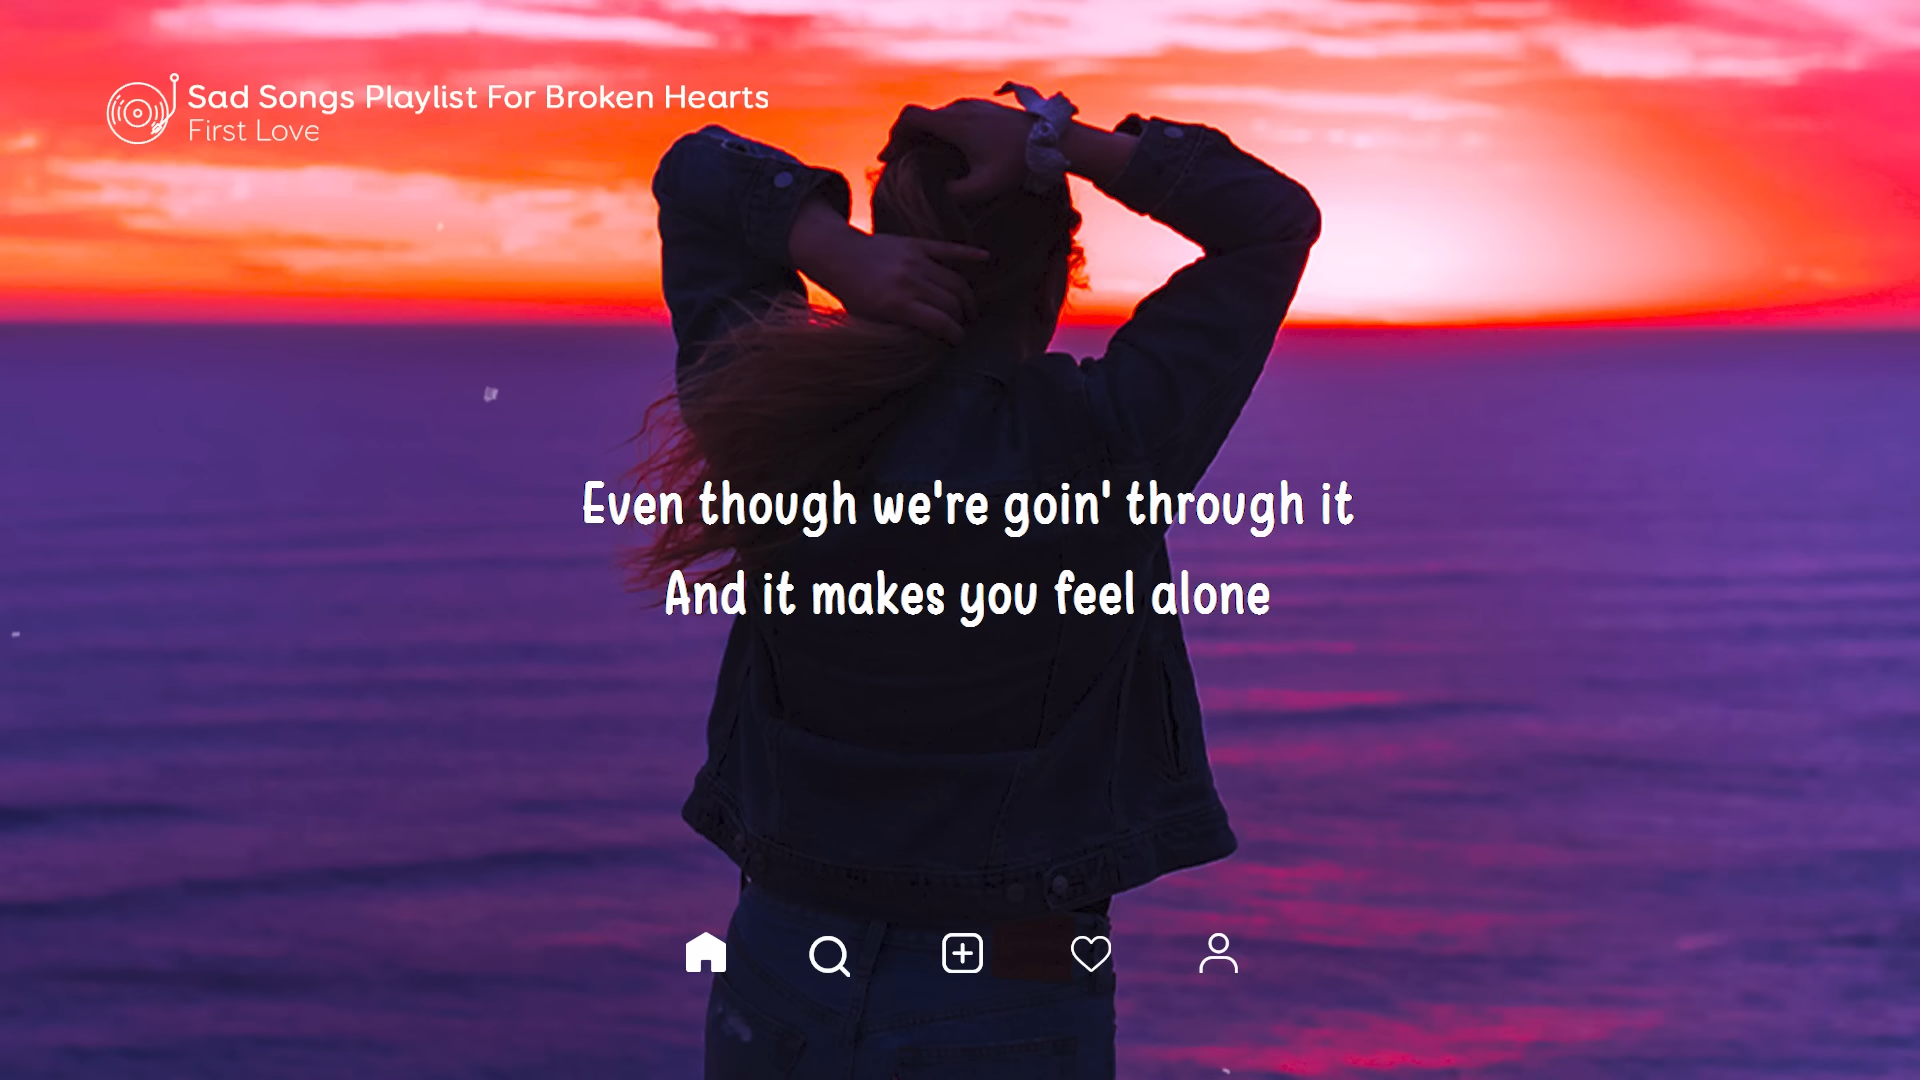 Sad Songs Playlist For Broken Hearts
First Love
Even though we're goin' through it
And it makes you feel alone